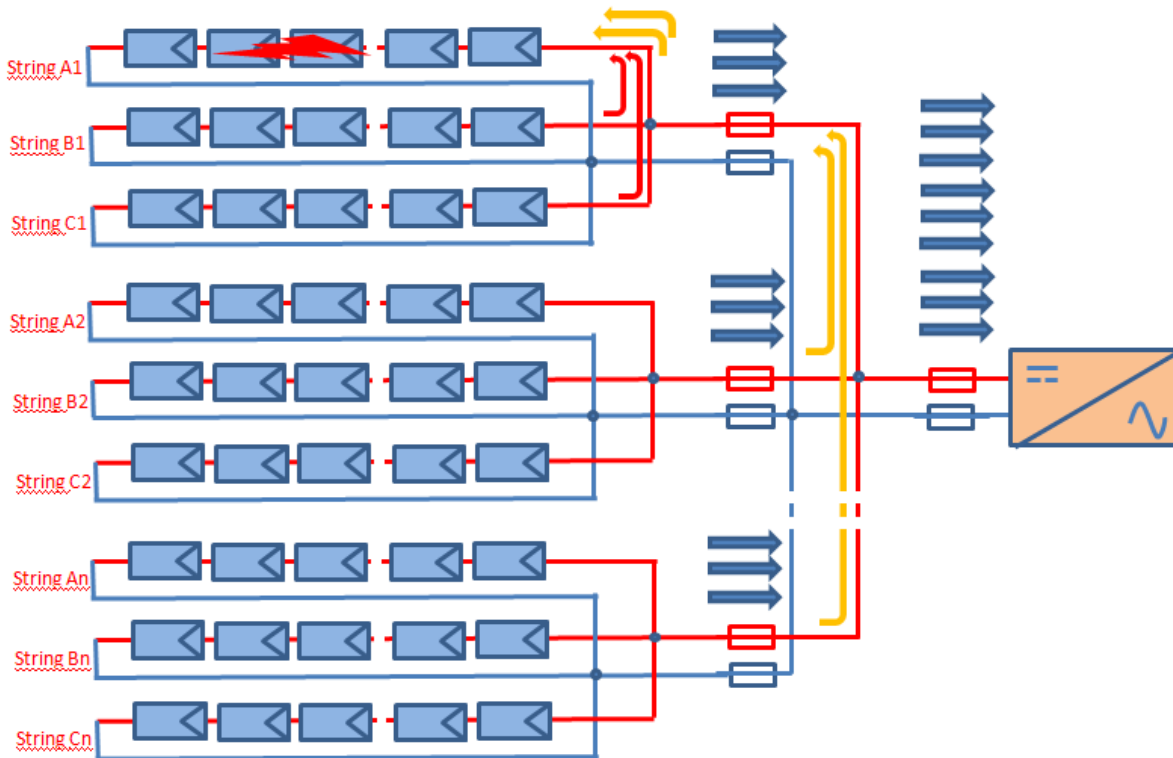 String A1
String B1
String C1
String A2
String B2
String C2
String An
String Bn
String Cn